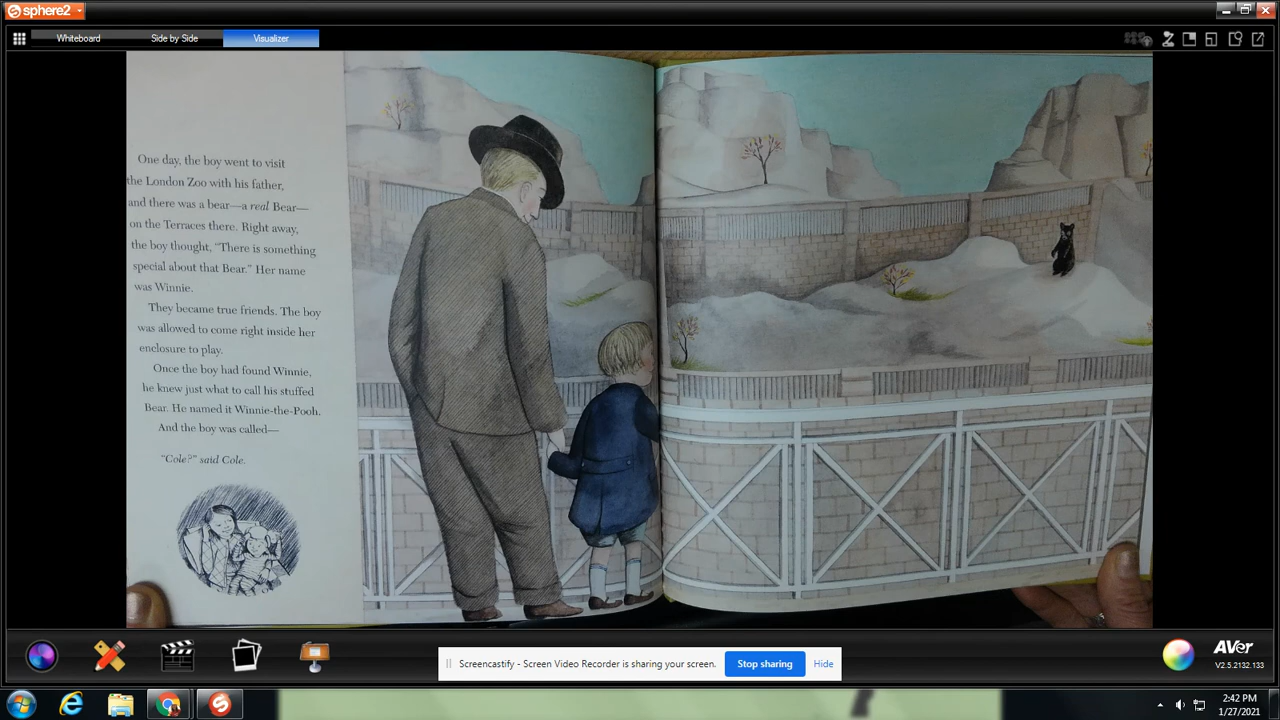 sphere2
Whiteboard
Side by Side
Visualizer
One day, the boy went to visit
the London Zoo with his father,
and there was a bear—a real Bear—
on the Terraces there. Right away,
the boy thought, “There is something
special about that Bear.” Her name
was Winnie.
They became true friends. The boy
was allowed to come right inside her
enclosure to play.
Once the boy had found Winnie,
he knew just what to call his stuffed
Bear. He named it Winnie-the-Pooh.
And the boy was called—
“Cole?” said Cole.
Screencastify - Screen Video Recorder is sharing your screen.
Stop sharing
Hide
AVer
V2.5.2132.133
2:42 PM
1/27/2021